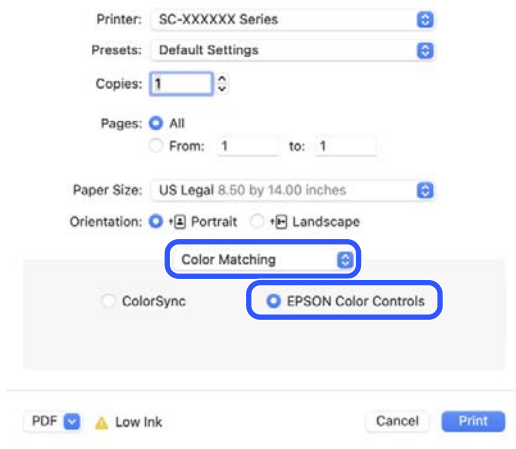 Printer: SC-XXXXXX Series
Presets: Default Settings
Copies: 1
Pages: All
From: 1 to: 1
Paper Size: US Legal 8.50 by 14.00 inches
Orientation: Portrait Landscape
Color Matching
ColorSync EPSON Color Controls
PDF Low Ink Cancel Print